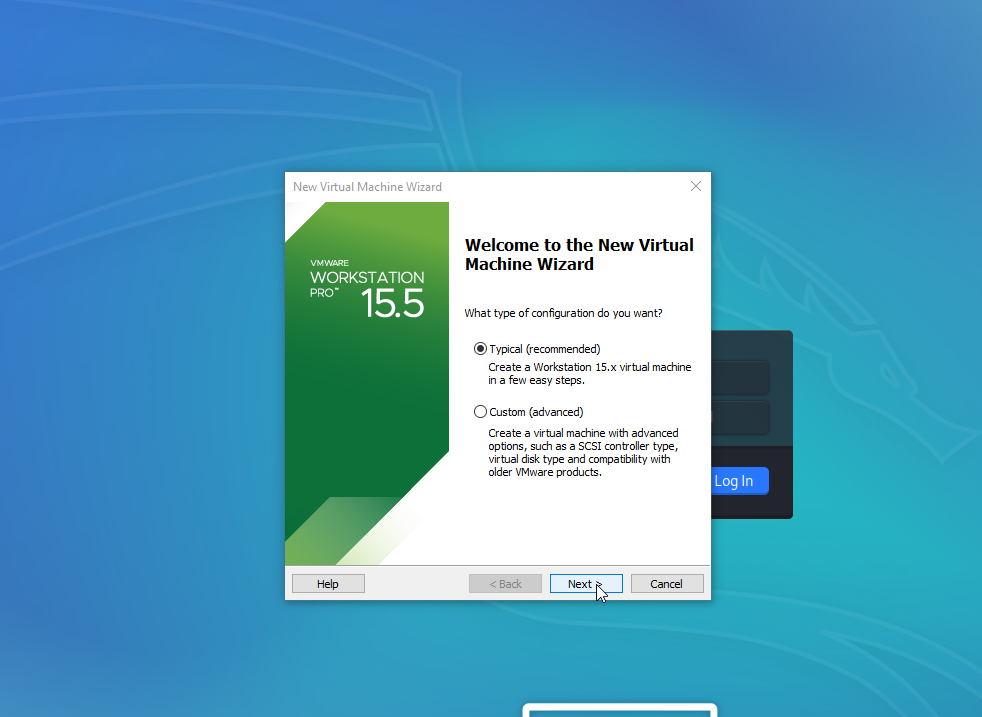 New Virtual Machine Wizard
VMWARE
WORKSTATION
PRO™ 15.5
Welcome to the New Virtual
Machine Wizard
What type of configuration do you want?
Typical (recommended)
Create a Workstation 15.x virtual machine
in a few easy steps.
Custom (advanced)
Create a virtual machine with advanced
options, such as a SCSI controller type,
virtual disk type and compatibility with
older VMware products.
Log In
Help
< Back
Next >
Cancel